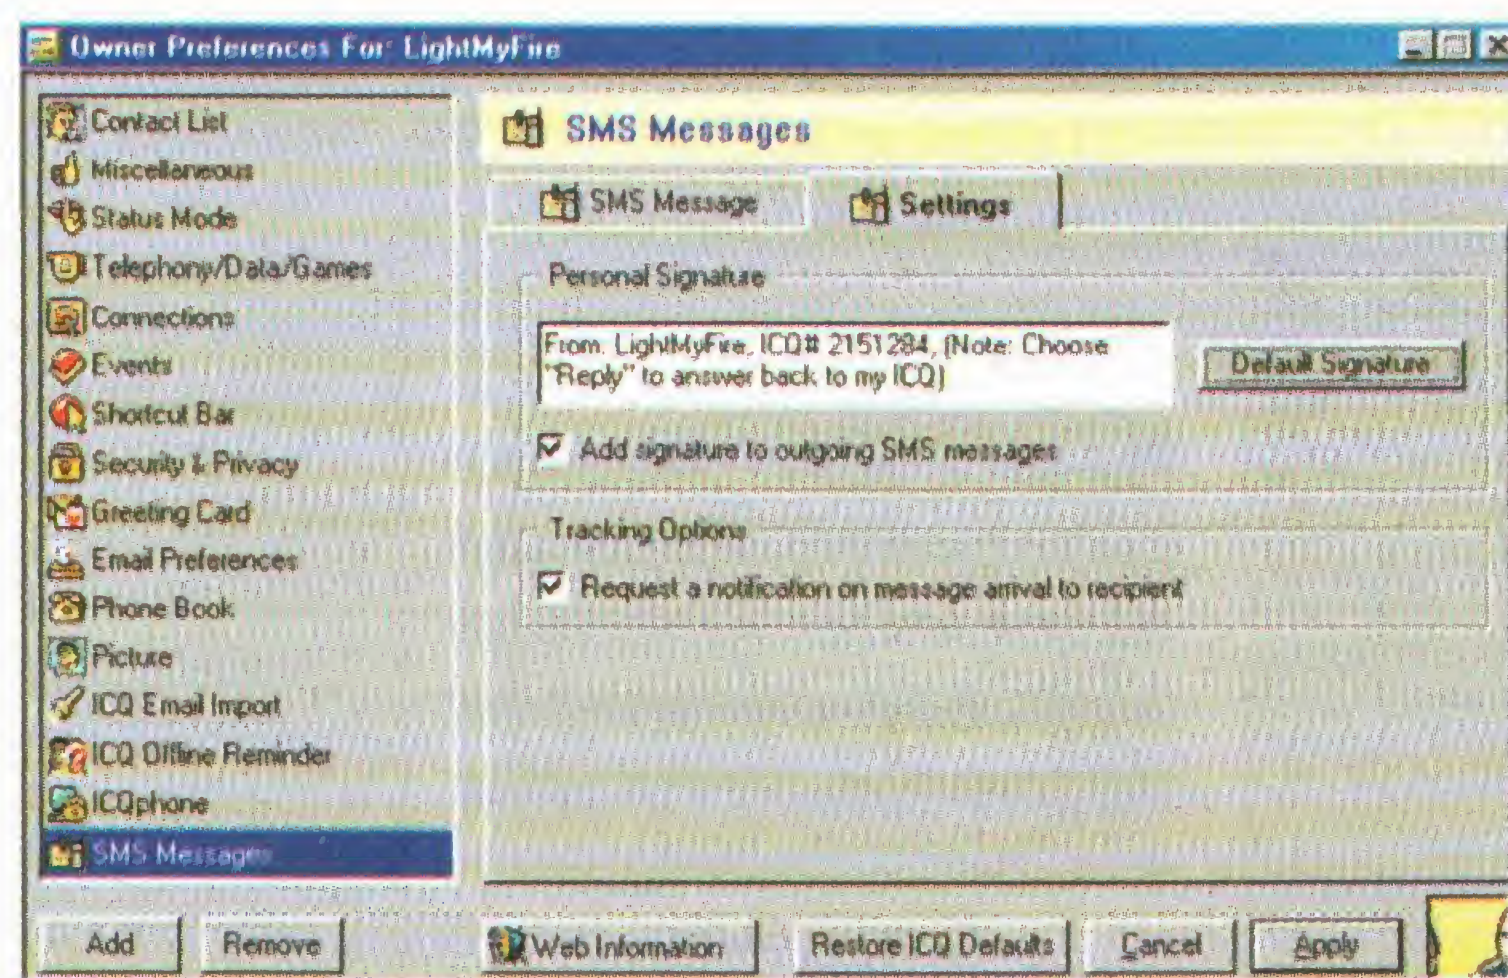 Owner Preferences For: LightMyFire
Contact List
Miscellaneous
Status Mode
Telephony/Data/Games
Connections
Events
Shortcut Bar
Security & Privacy
Greeting Card
Email Preferences
Phone Book
Picture
ICQ Email Import
ICQ Offline Reminder
ICQphone
SMS Messages
SMS Messages
SMS Message
Settings
Personal Signature
From: LightMyFire, ICQ# 2151284, (Note: Choose
"Reply" to answer back to my ICQ)
Default Signature
Add signature to outgoing SMS messages
Tracking Options
Request a notification on message arrival to recipient
Add
Remove
Web Information
Restore ICQ Defaults
Cancel
Apply